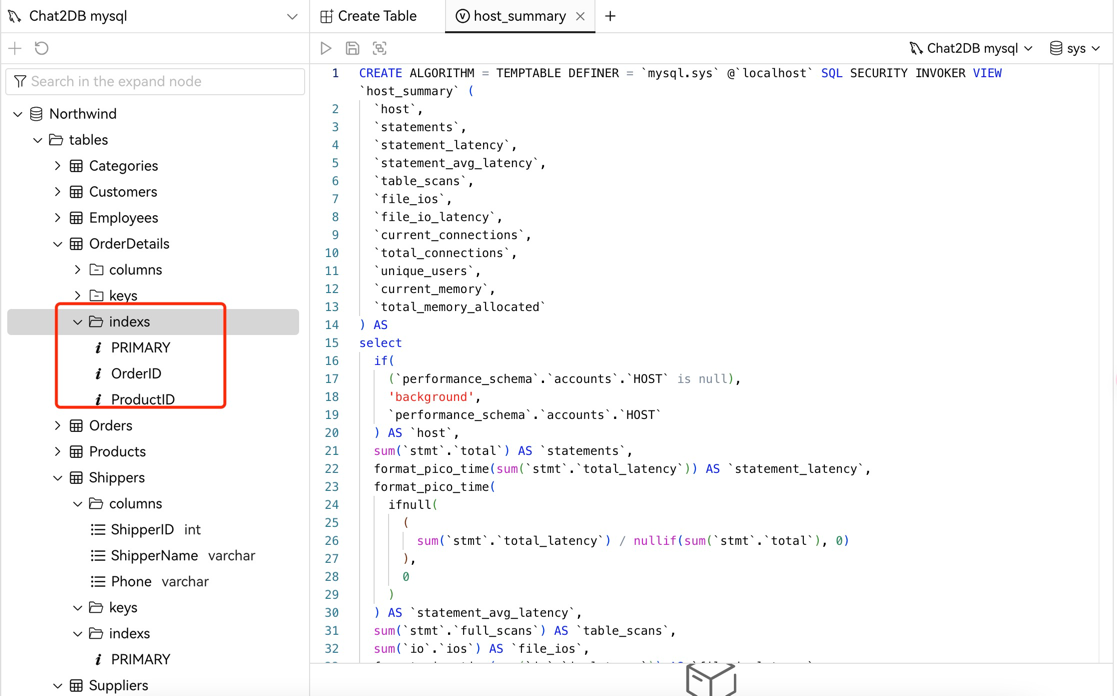 Chat2DB mysql
Search in the expand node
Northwind
tables
Categories
Customers
Employees
OrderDetails
columns
keys
indexs
PRIMARY
OrderID
ProductID
Orders
Products
Shippers
columns
ShipperID int
ShipperName varchar
Phone varchar
keys
indexs
PRIMARY
Suppliers
Create Table
host_summary
Chat2DB mysql sys
1 CREATE ALGORITHM = TEMPTABLE DEFINER = `mysql.sys` @`localhost` SQL SECURITY INVOKER VIEW
`host_summary` (
2 `host`,
3 `statements`,
4 `statement_latency`,
5 `statement_avg_latency`,
6 `table_scans`,
7 `file_ios`,
8 `file_io_latency`,
9 `current_connections`,
10 `total_connections`,
11 `unique_users`,
12 `current_memory`,
13 `total_memory_allocated`
14 ) AS
15 select
16 if(
17 (`performance_schema`.`accounts`.`HOST` is null),
18 'background',
19 `performance_schema`.`accounts`.`HOST`
20 ) AS `host`,
21 sum(`stmt`.`total`) AS `statements`,
22 format_pico_time(sum(`stmt`.`total_latency`)) AS `statement_latency`,
23 format_pico_time(
24 ifnull(
25 (
26 sum(`stmt`.`total_latency`) / nullif(sum(`stmt`.`total`), 0)
27 ),
28 0
29 )
30 ) AS `statement_avg_latency`,
31 sum(`stmt`.`full_scans`) AS `table_scans`,
32 sum(`io`.`ios`) AS `file_ios`,